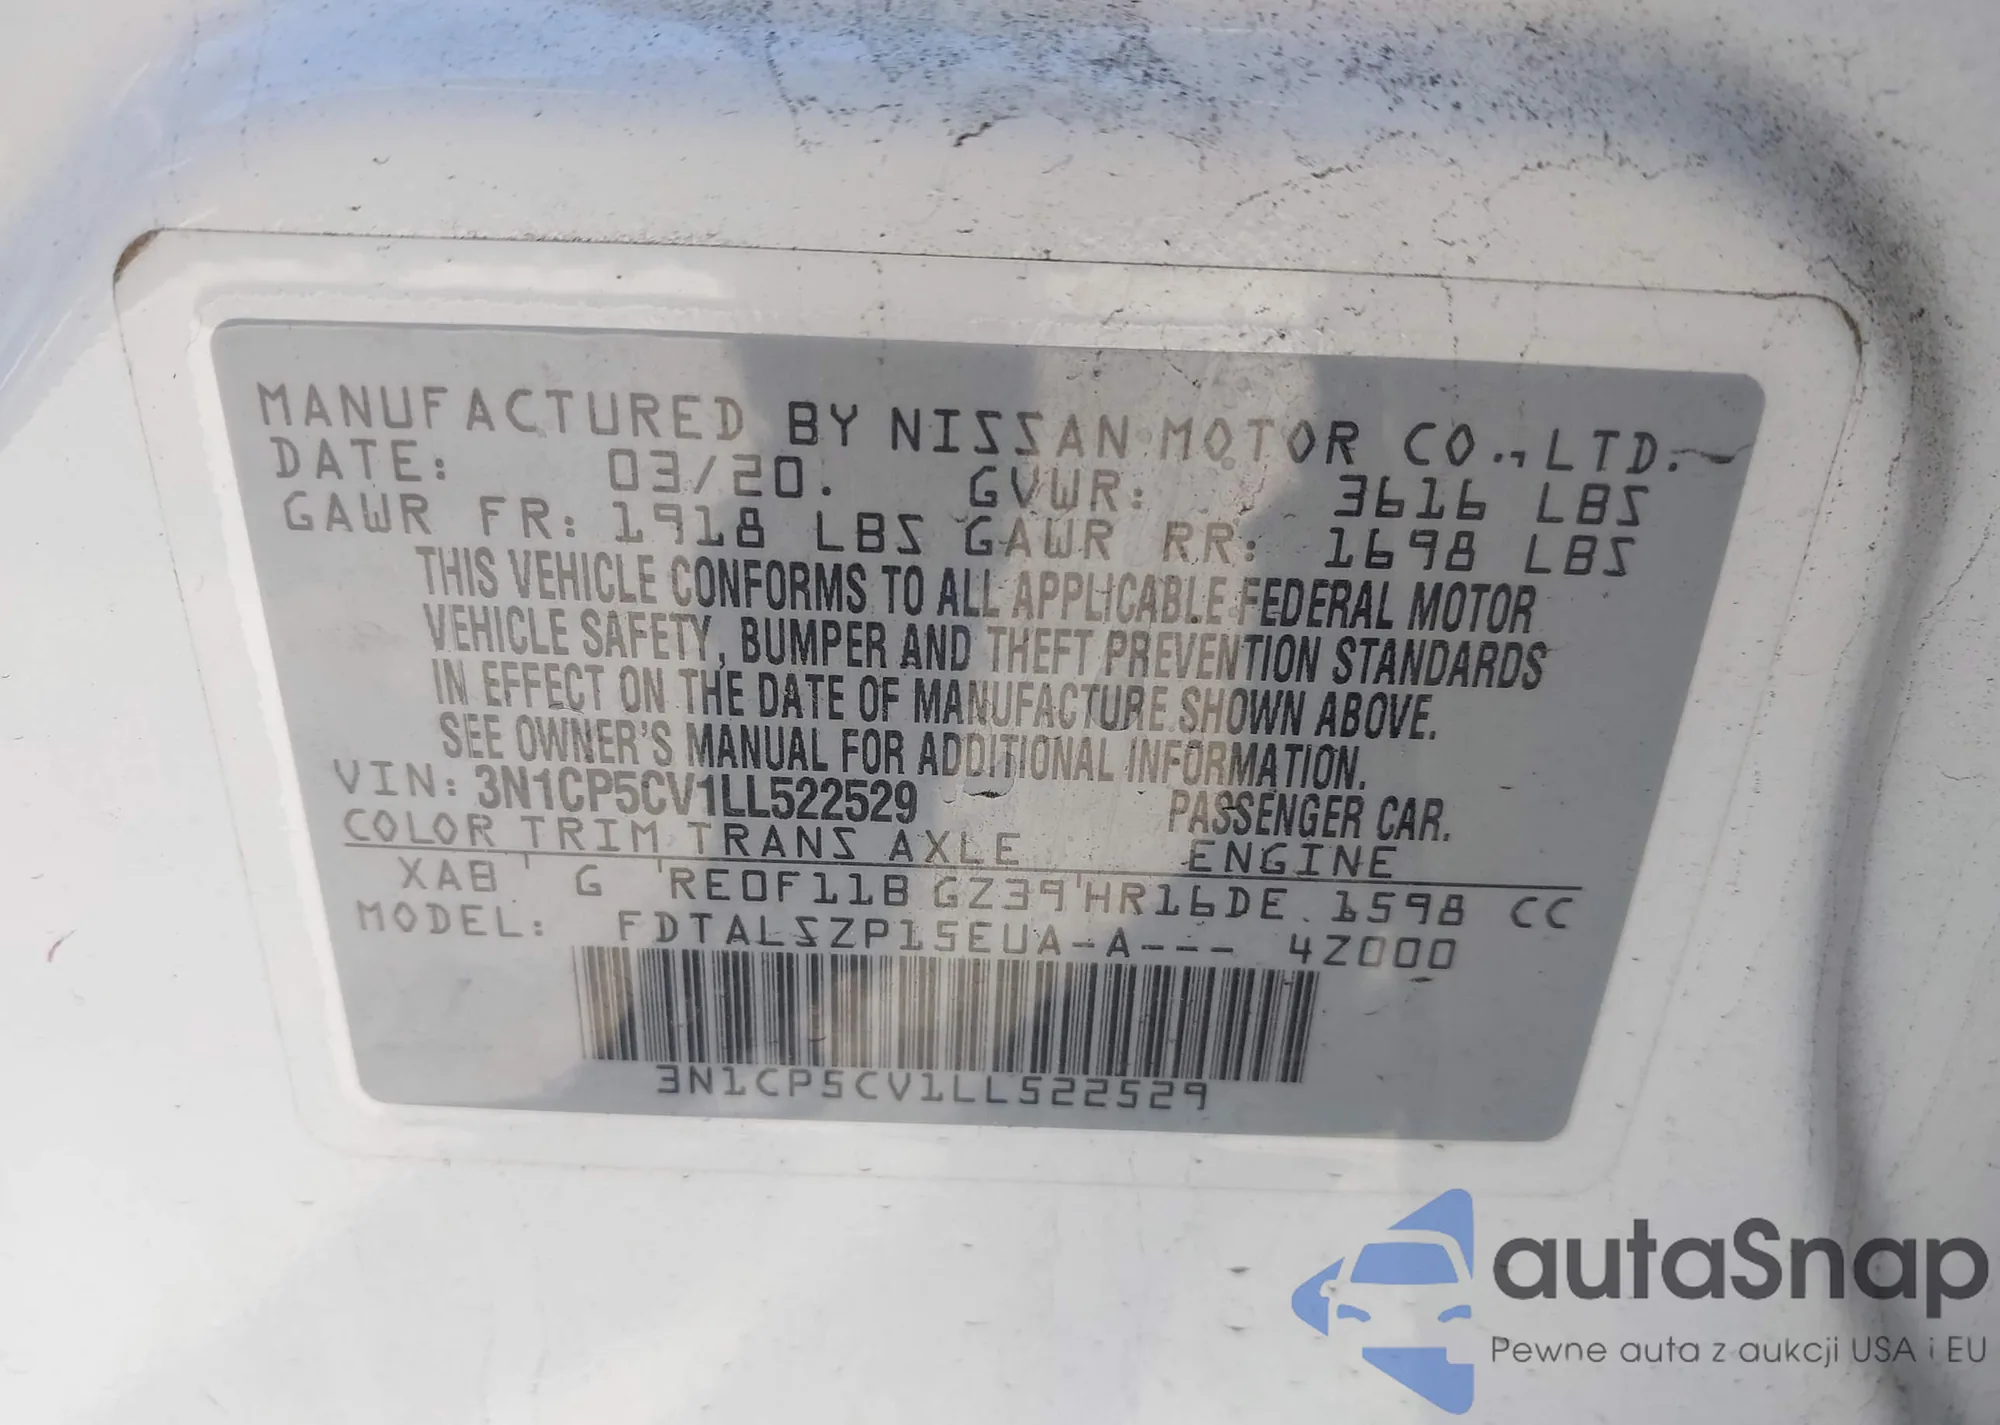 MANUFACTURED BY NISSAN MOTOR CO., LTD.
DATE: 03/20. GVWR: 3616 LBS
GAWR FR: 1918 LBS GAWR RR: 1698 LBS
THIS VEHICLE CONFORMS TO ALL APPLICABLE FEDERAL MOTOR
VEHICLE SAFETY, BUMPER AND THEFT PREVENTION STANDARDS
IN EFFECT ON THE DATE OF MANUFACTURE SHOWN ABOVE.
SEE OWNER'S MANUAL FOR ADDITIONAL INFORMATION.
VIN: 3N1CP5CV1LL522529 PASSENGER CAR.
COLOR TRIM TRANS AXLE ENGINE
XAB G RE0F11B GZ39 HR16DE 1598 CC
MODEL: FDTALSZP15EUA-A--- 4Z000
3N1CP5CV1LL522529
autaSnap
Pewne auta z aukcji USA i EU